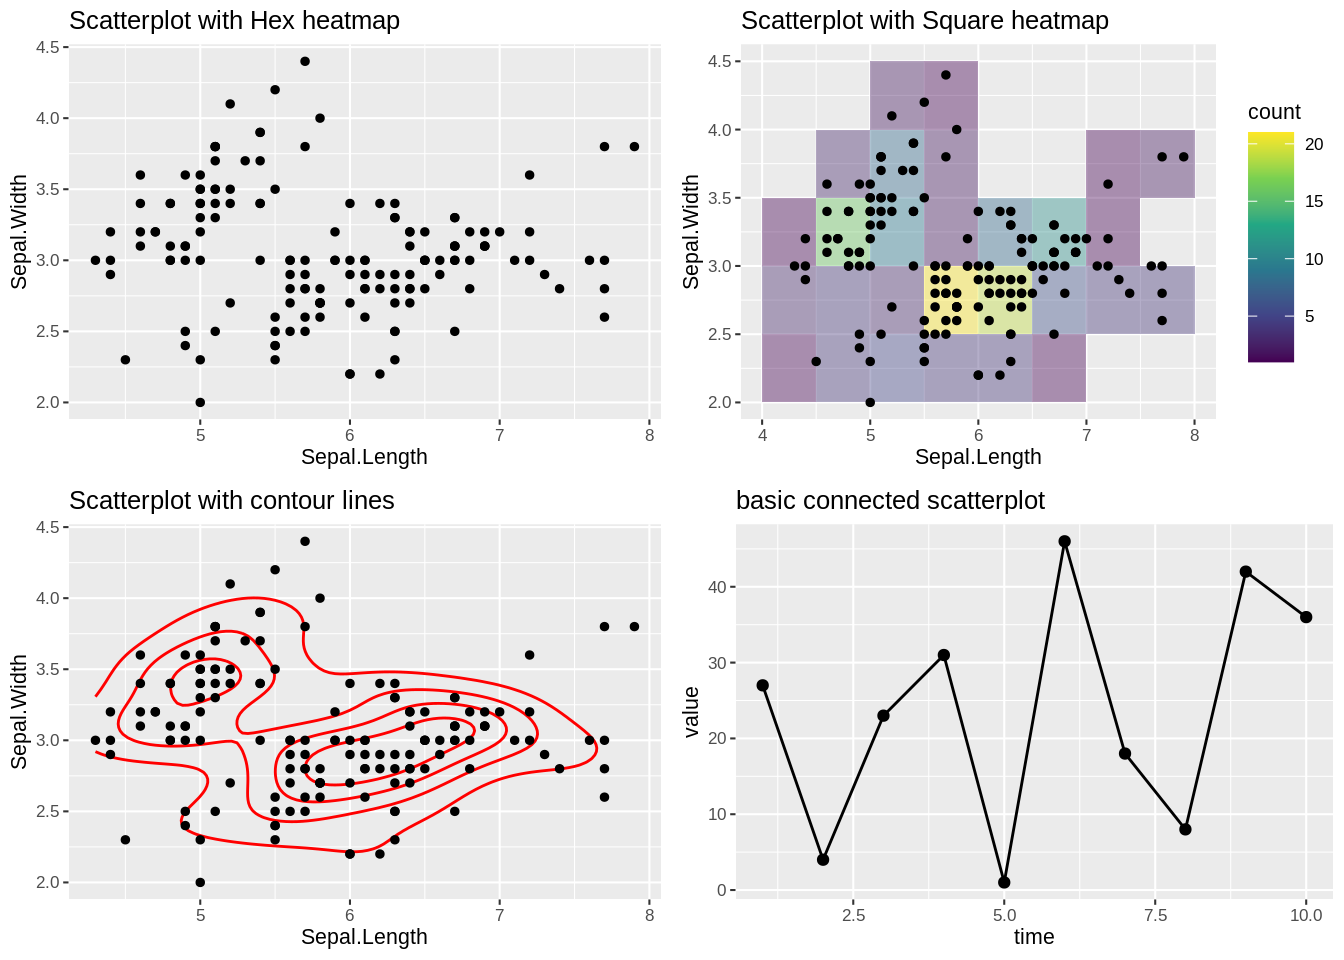 Scatterplot with Hex heatmap
4.5
4.0
3.5
3.0
2.5
2.0
Sepal.Width
5 6 7 8
Sepal.Length
Scatterplot with Square heatmap
4.5
4.0
3.5
3.0
2.5
2.0
Sepal.Width
4 5 6 7 8
Sepal.Length
count
20
15
10
5
Scatterplot with contour lines
4.5
4.0
3.5
3.0
2.5
2.0
Sepal.Width
5 6 7 8
Sepal.Length
basic connected scatterplot
40
30
20
10
0
value
2.5 5.0 7.5 10.0
time